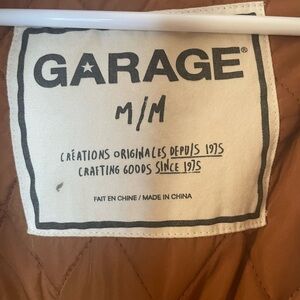 GARAGE®
M/M
CRÉATIONS ORIGINALES DEPUIS 1975
CRAFTING GOODS SINCE 1975
FAIT EN CHINE / MADE IN CHINA